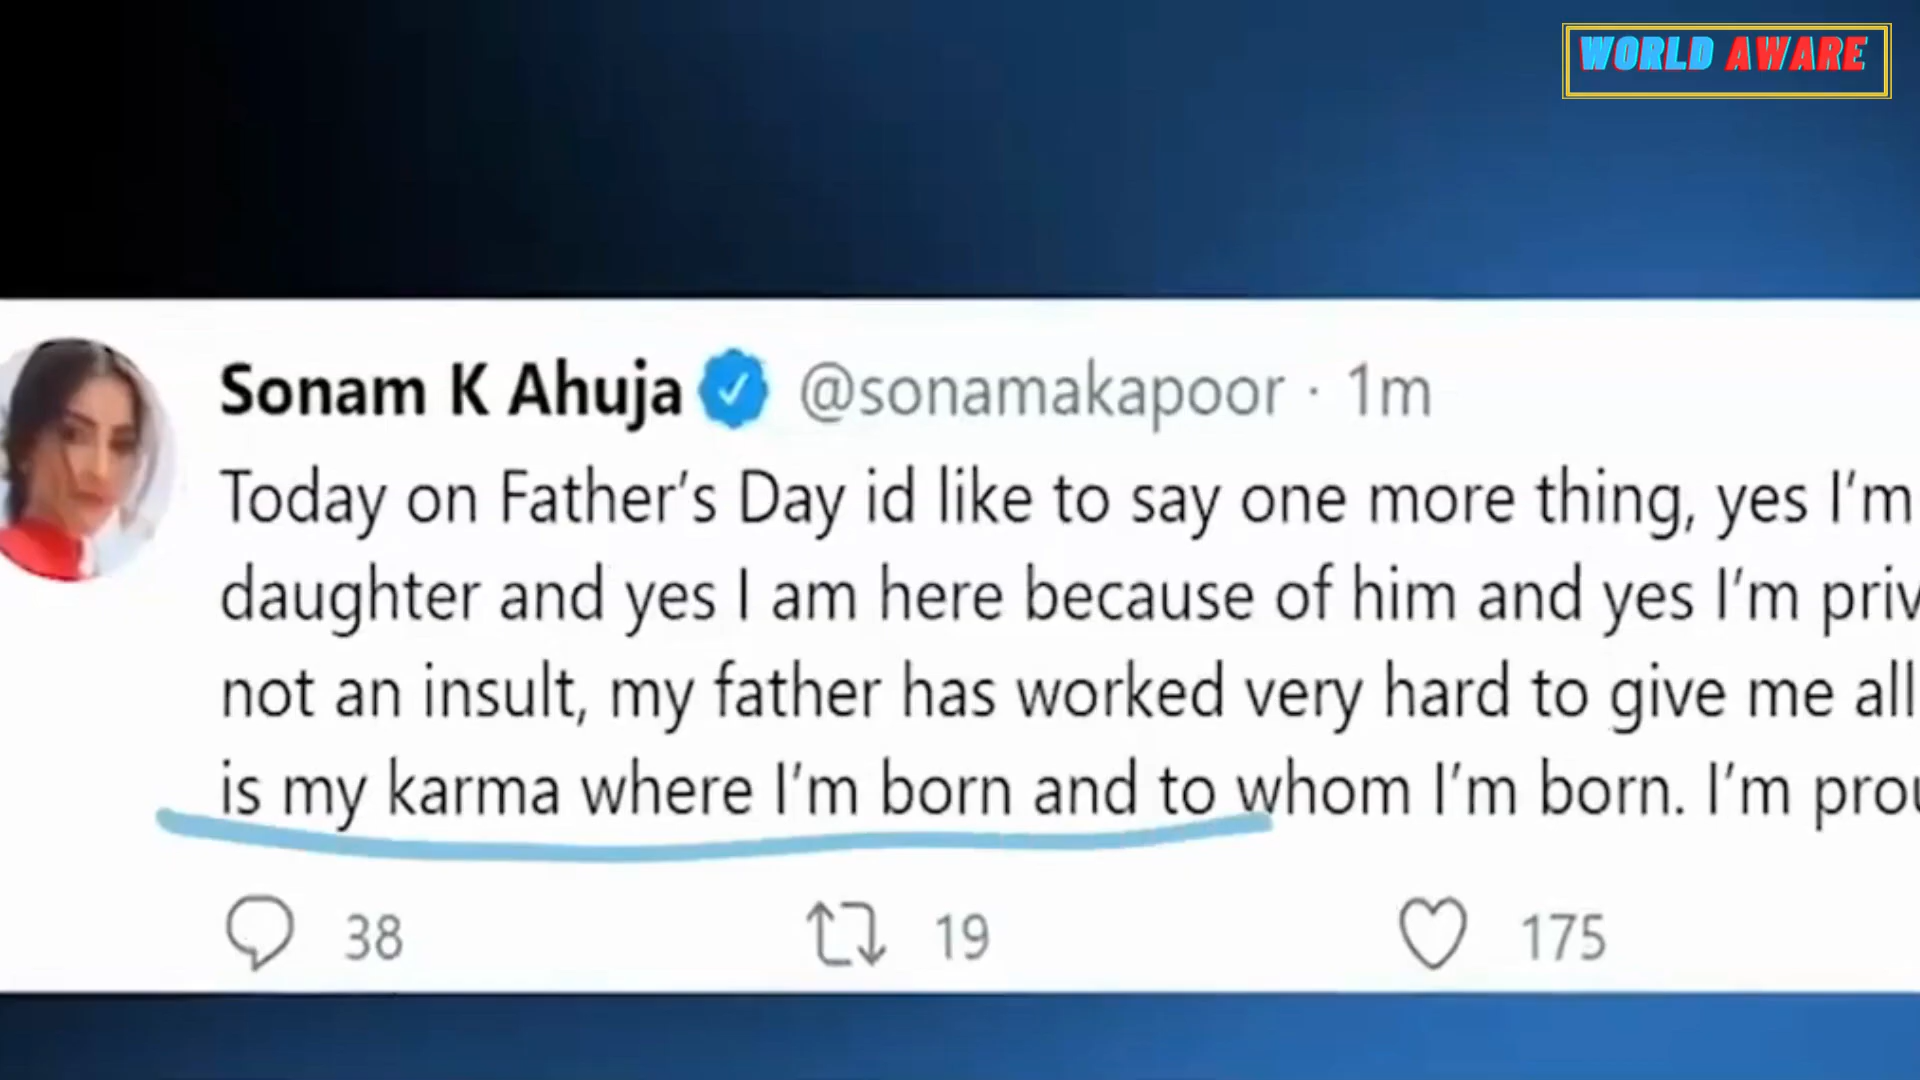 WORLD AWARE
Sonam K Ahuja @sonamakapoor · 1m
Today on Father's Day id like to say one more thing, yes I'm
daughter and yes I am here because of him and yes I'm
not an insult, my father has worked very hard to give me all
is my karma where I'm born and to whom I'm born. I'm
38 19 175